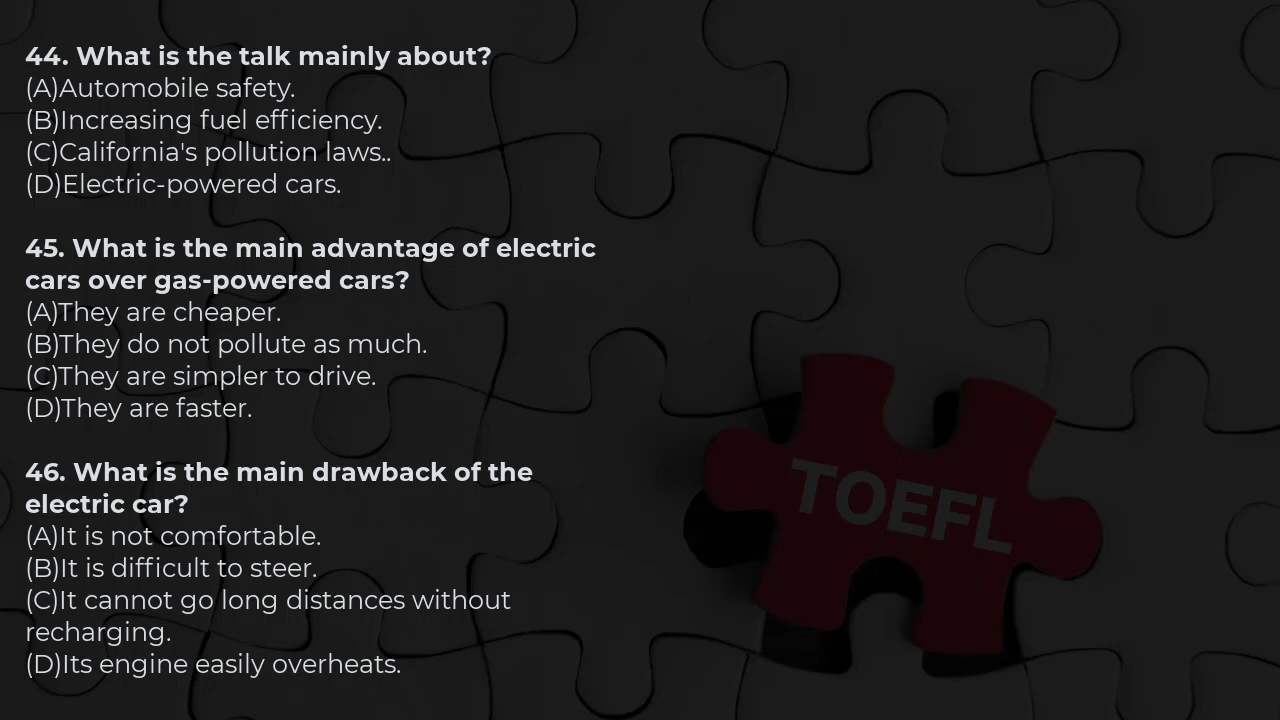 44. What is the talk mainly about?
(A)Automobile safety.
(B)Increasing fuel efficiency.
(C)California's pollution laws..
(D)Electric-powered cars.
45. What is the main advantage of electric
cars over gas-powered cars?
(A)They are cheaper.
(B)They do not pollute as much.
(C)They are simpler to drive.
(D)They are faster.
46. What is the main drawback of the
electric car?
(A)It is not comfortable.
(B)It is difficult to steer.
(C)It cannot go long distances without
recharging.
(D)Its engine easily overheats.
TOEFL